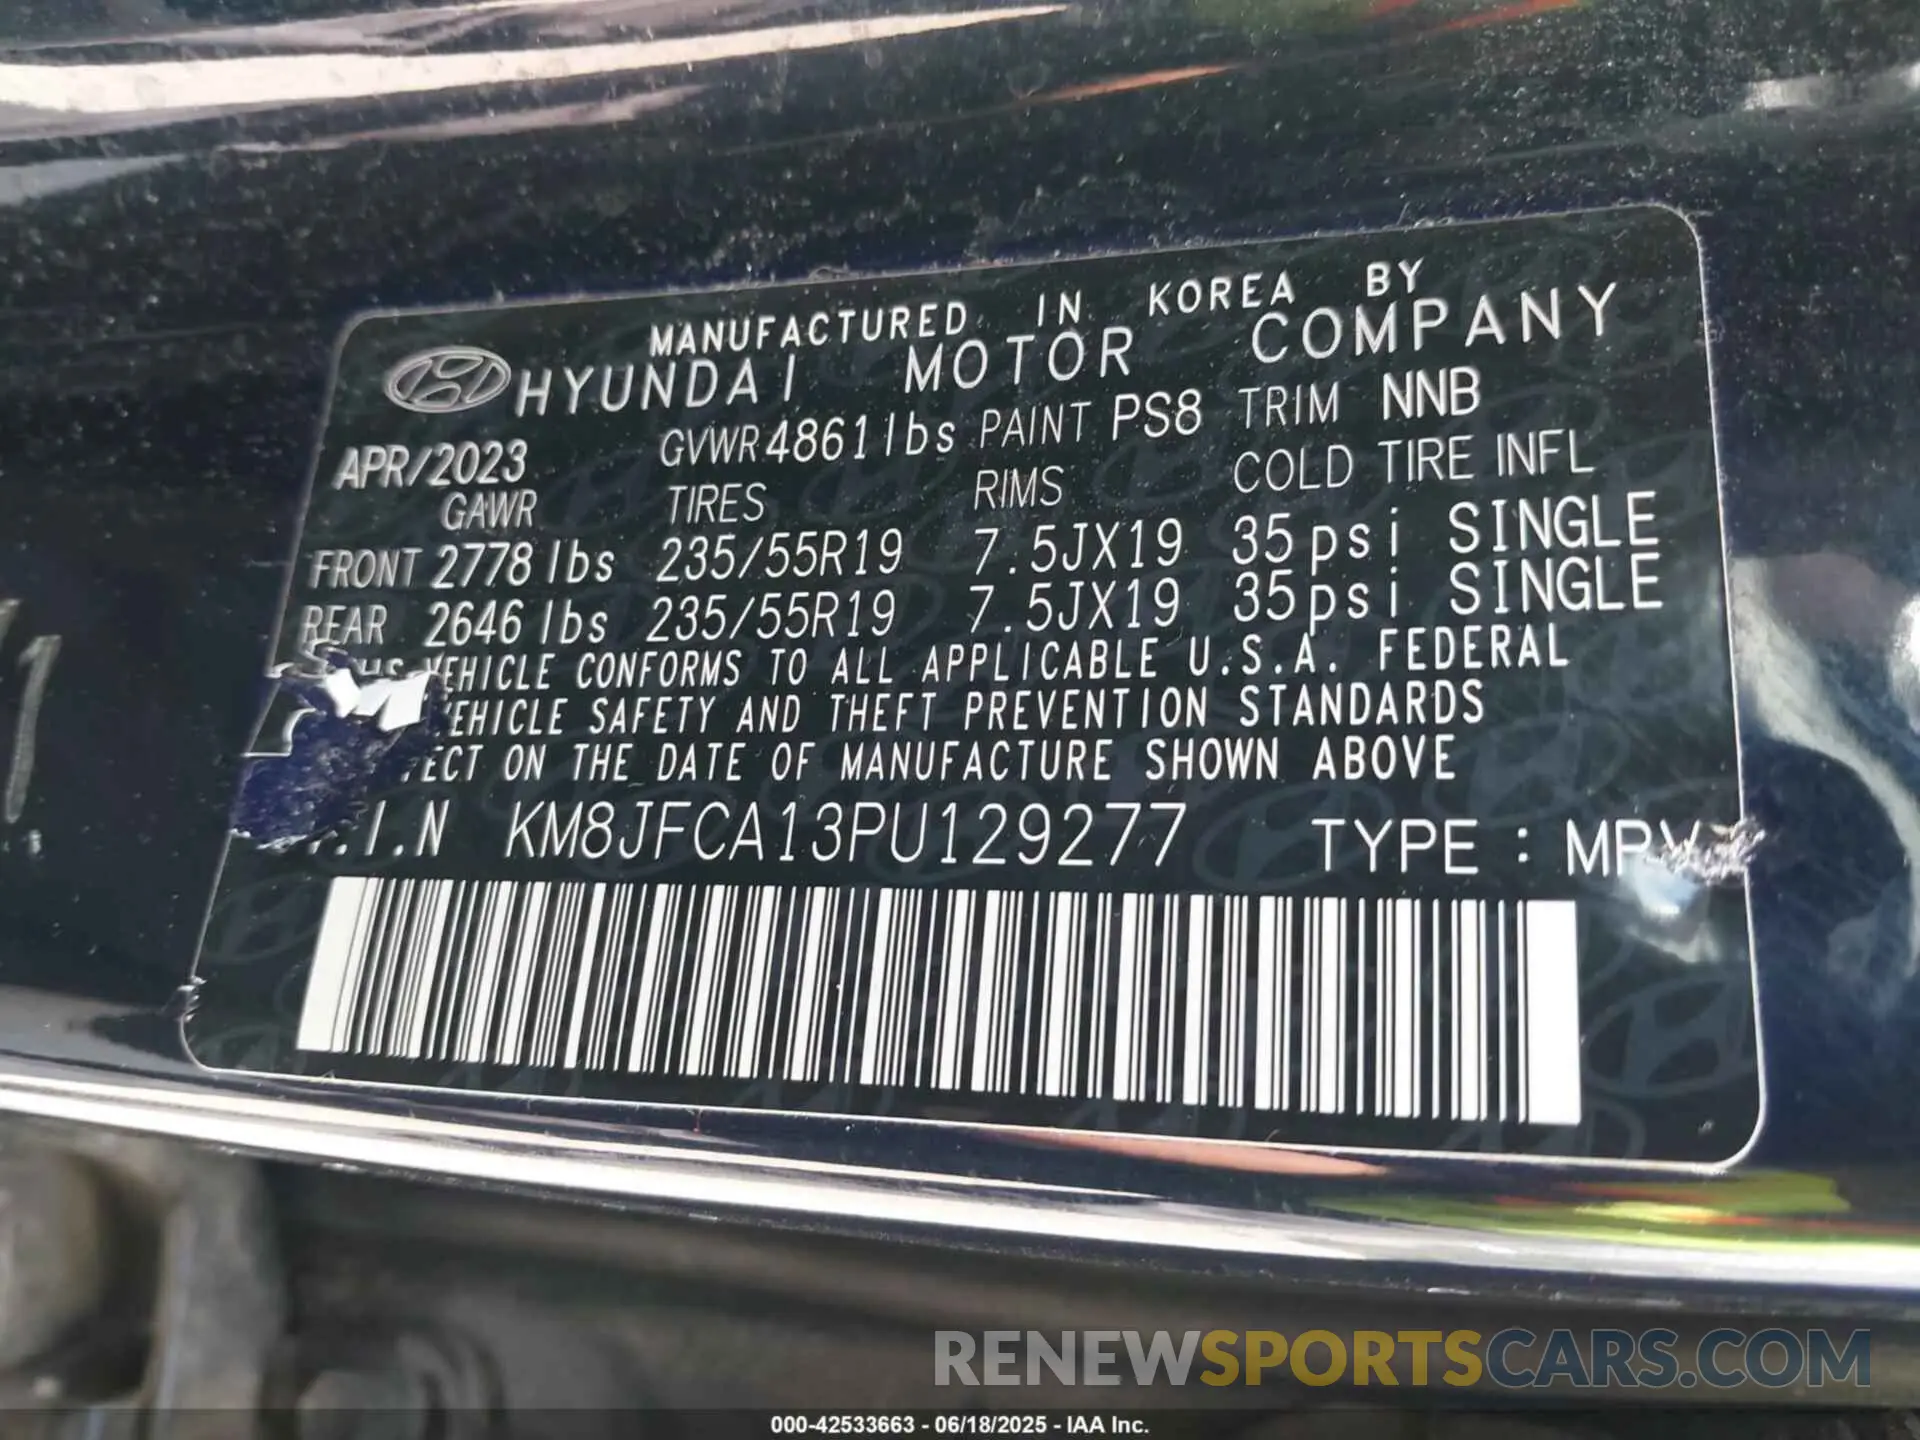 MANUFACTURED IN KOREA BY
HYUNDAI MOTOR COMPANY
APR/2023 GVWR 4861 lbs PAINT PS8 TRIM NNB
GAWR TIRES RIMS COLD TIRE INFL
FRONT 2778 lbs 235/55R19 7.5JX19 35psi SINGLE
REAR 2646 lbs 235/55R19 7.5JX19 35psi SINGLE
VEHICLE CONFORMS TO ALL APPLICABLE U.S.A. FEDERAL
VEHICLE SAFETY AND THEFT PREVENTION STANDARDS
ON THE DATE OF MANUFACTURE SHOWN ABOVE
V.I.N KM8JFCA13PU129277 TYPE : MPV
RENEWSPORTSCARS.COM
000-42533663 - 06/18/2025 - IAA Inc.